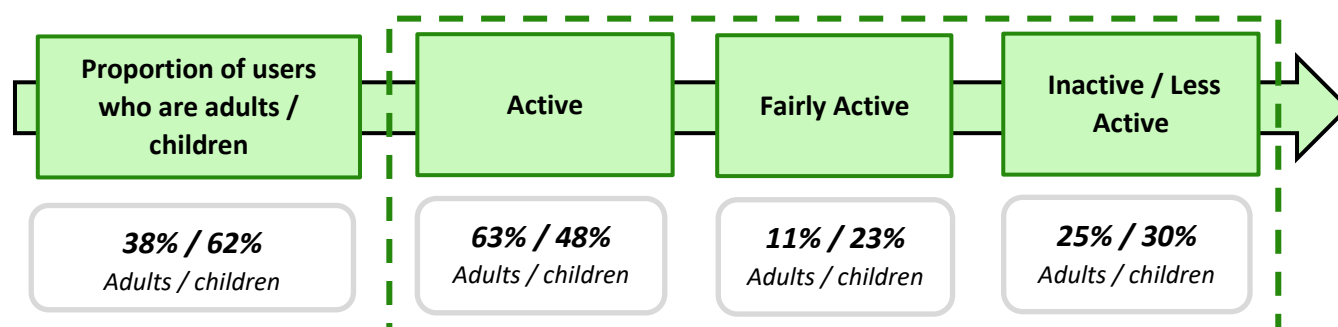 Proportion of users
who are adults /
children
Active
Fairly Active
Inactive / Less
Active
38% / 62%
Adults / children
63% / 48%
Adults / children
11% / 23%
Adults / children
25% / 30%
Adults / children